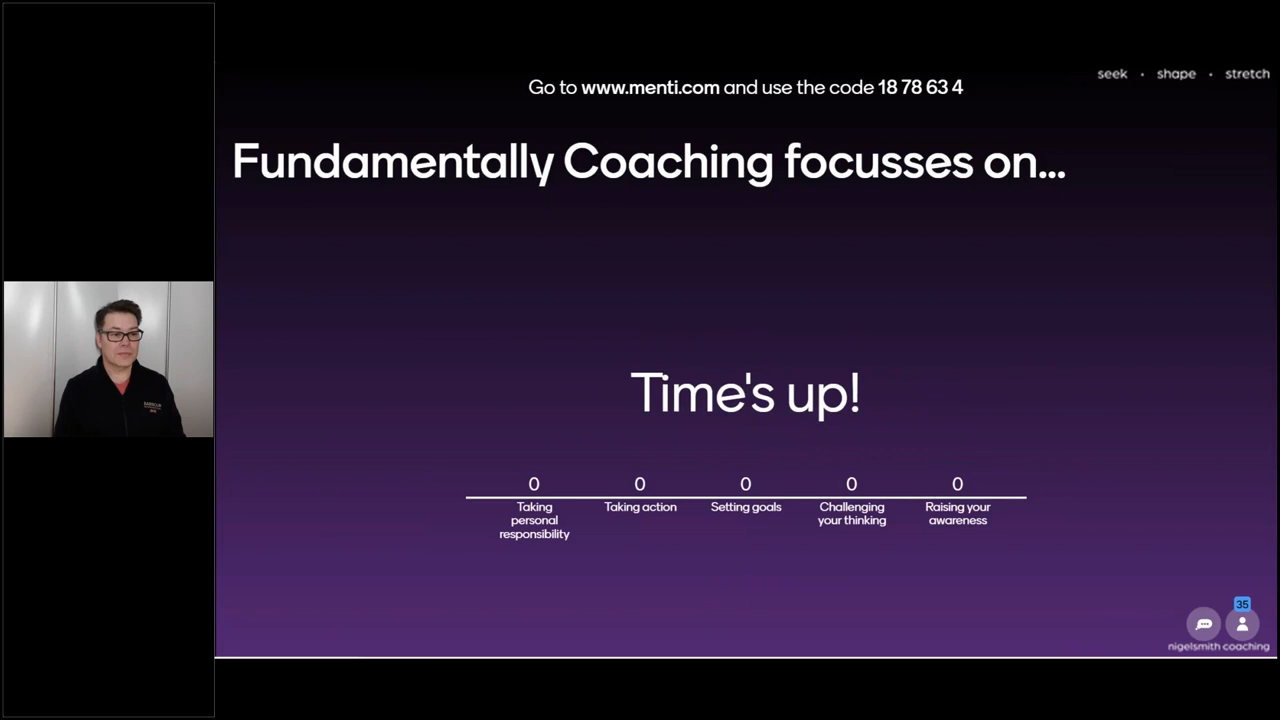 Go to www.menti.com and use the code 18 78 63 4
seek · shape · stretch
Fundamentally Coaching focusses on...
Time's up!
0 0 0 0 0
Taking personal responsibility
Taking action
Setting goals
Challenging your thinking
Raising your awareness
35
nigelsmith coaching